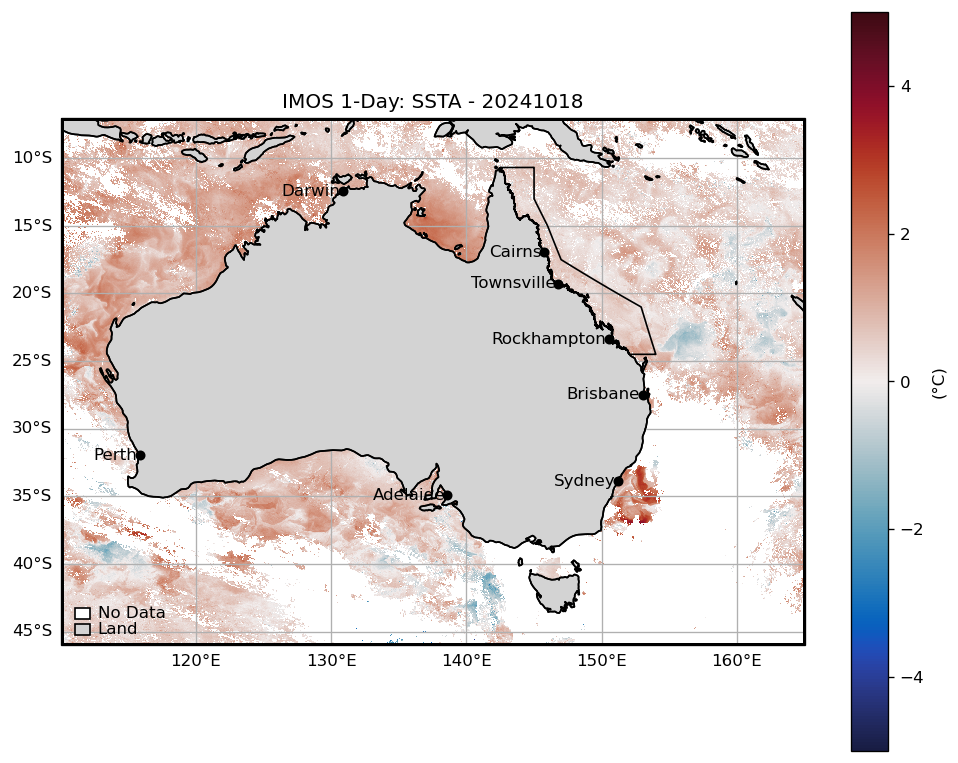 IMOS 1-Day: SSTA - 20241018
4
10°S
Darwin
2
15°S
Cairns
Townsville
20°S
Rockhampton
25°S
0
(°C)
Brisbane
30°S
Perth
Sydney
35°S
Adelaide
−2
40°S
No Data
Land
45°S
120°E 130°E 140°E 150°E 160°E
−4